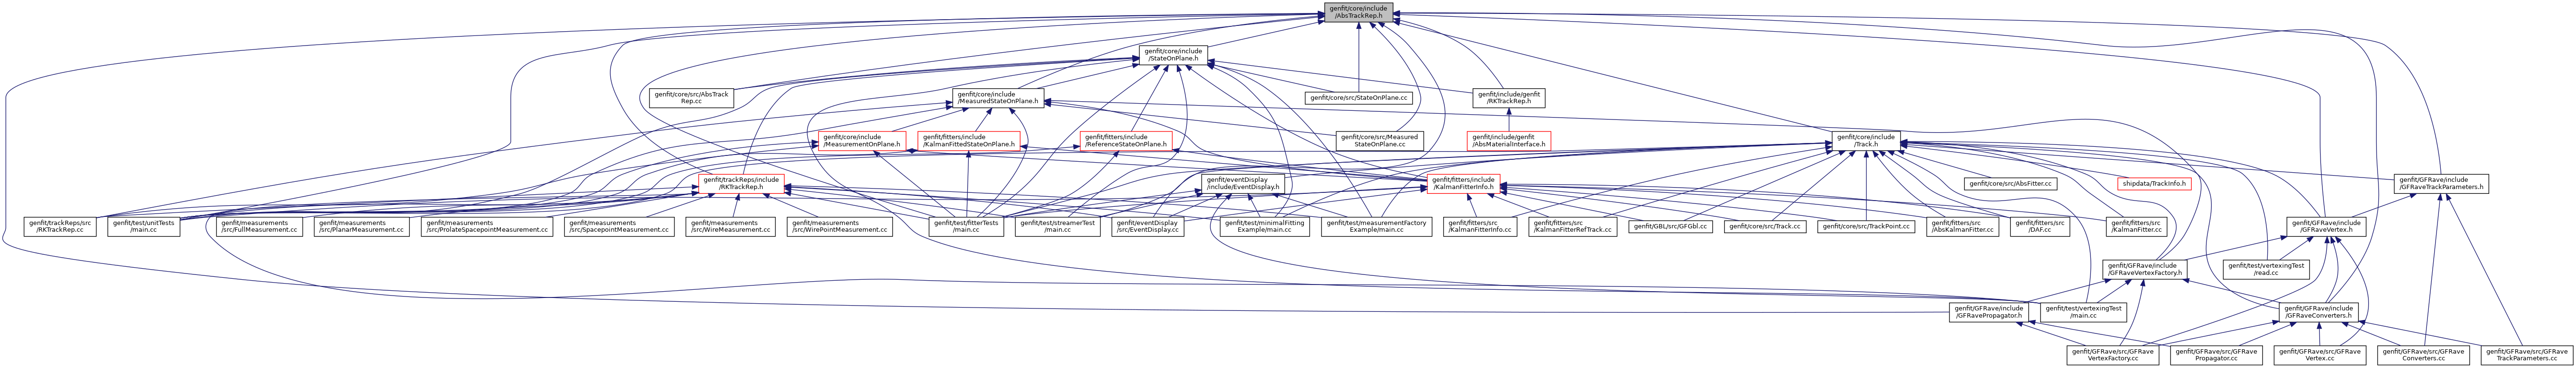 genfit/core/include
/AbsTrackRep.h
genfit/core/include
/StateOnPlane.h
genfit/core/src/AbsTrack
Rep.cc
genfit/core/include
/MeasuredStateOnPlane.h
genfit/core/src/StateOnPlane.cc
genfit/include/genfit
/RKTrackRep.h
genfit/core/include
/MeasurementOnPlane.h
genfit/fitters/include
/KalmanFittedStateOnPlane.h
genfit/fitters/include
/ReferenceStateOnPlane.h
genfit/core/src/Measured
StateOnPlane.cc
genfit/include/genfit
/AbsMaterialInterface.h
genfit/core/include
/Track.h
genfit/trackReps/include
/RKTrackRep.h
genfit/eventDisplay
/include/EventDisplay.h
genfit/fitters/include
/KalmanFitterInfo.h
genfit/core/src/AbsFitter.cc
shipdata/TrackInfo.h
genfit/GFRave/include
/GFRaveTrackParameters.h
genfit/trackReps/src
/RKTrackRep.cc
genfit/test/unitTests
/main.cc
genfit/measurements
/src/FullMeasurement.cc
genfit/measurements
/src/PlanarMeasurement.cc
genfit/measurements
/src/ProlateSpacepointMeasurement.cc
genfit/measurements
/src/SpacepointMeasurement.cc
genfit/measurements
/src/WireMeasurement.cc
genfit/measurements
/src/WirePointMeasurement.cc
genfit/test/fitterTests
/main.cc
genfit/test/streamerTest
/main.cc
genfit/eventDisplay
/src/EventDisplay.cc
genfit/test/minimalFitting
Example/main.cc
genfit/test/measurementFactory
Example/main.cc
genfit/fitters/src
/KalmanFitterInfo.cc
genfit/fitters/src
/KalmanFitterRefTrack.cc
genfit/GBL/src/GFGbl.cc
genfit/core/src/Track.cc
genfit/core/src/TrackPoint.cc
genfit/fitters/src
/AbsKalmanFitter.cc
genfit/fitters/src
/DAF.cc
genfit/fitters/src
/KalmanFitter.cc
genfit/GFRave/include
/GFRaveVertex.h
genfit/GFRave/include
/GFRaveVertexFactory.h
genfit/test/vertexingTest
/read.cc
genfit/GFRave/include
/GFRavePropagator.h
genfit/test/vertexingTest
/main.cc
genfit/GFRave/include
/GFRaveConverters.h
genfit/GFRave/src/GFRave
VertexFactory.cc
genfit/GFRave/src/GFRave
Propagator.cc
genfit/GFRave/src/GFRave
Vertex.cc
genfit/GFRave/src/GFRave
Converters.cc
genfit/GFRave/src/GFRave
TrackParameters.cc